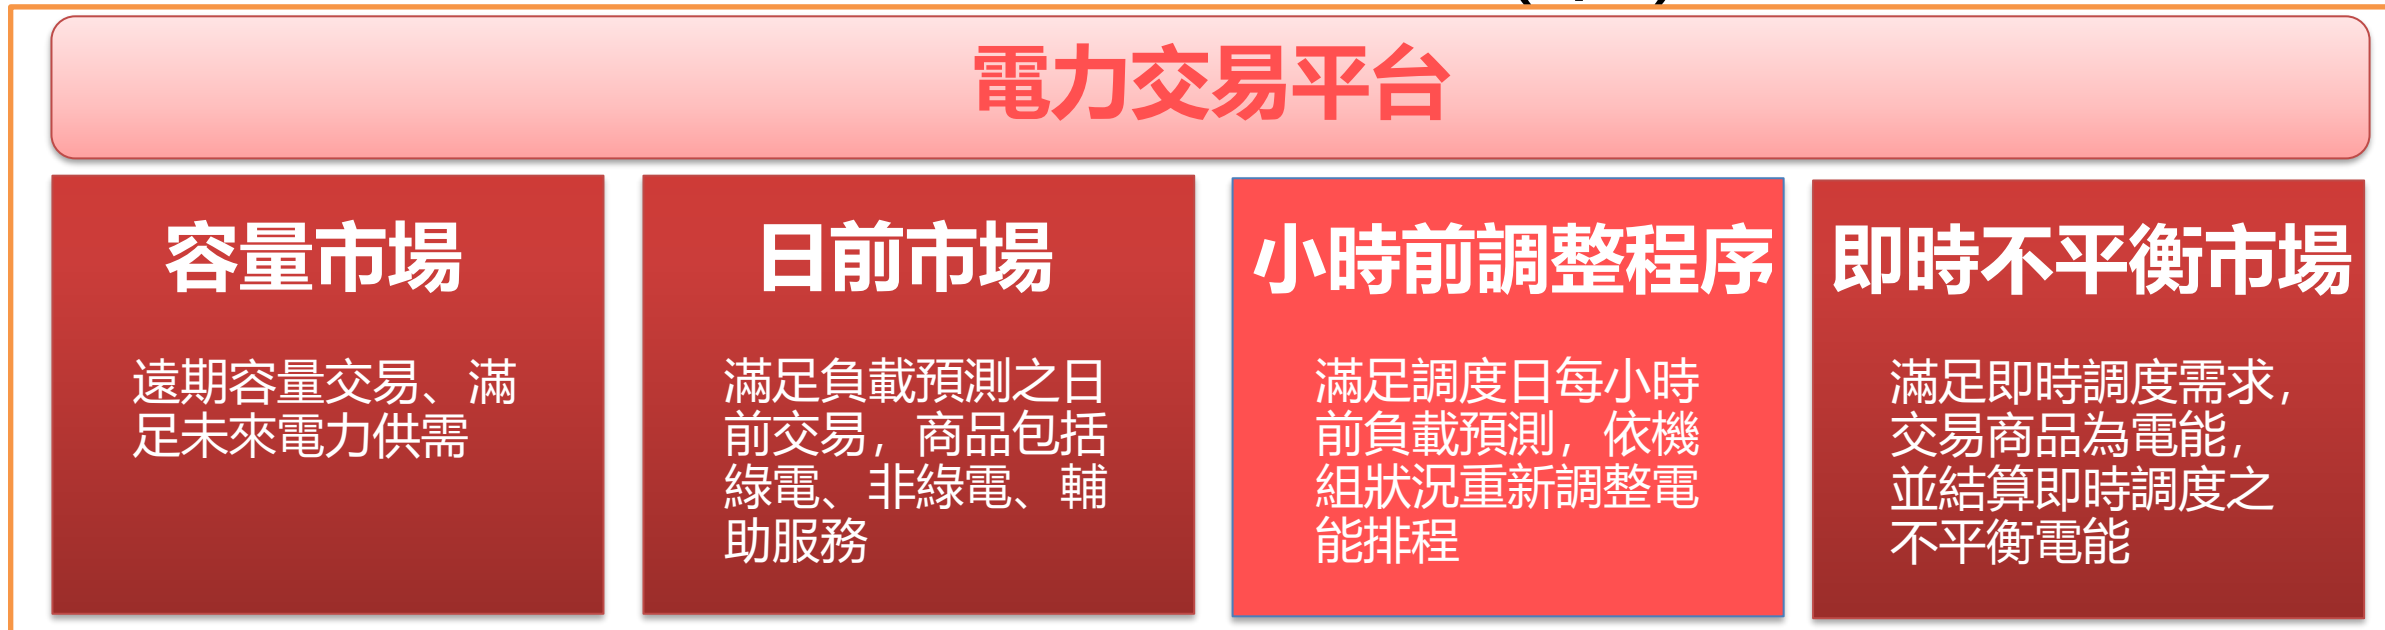 電力交易平台
容量市場
遠期容量交易、滿
足未來電力供需
日前市場
滿足負載預測之日
前交易，商品包括
綠電、非綠電、輔
助服務
小時前調整程序
滿足調度日每小時
前負載預測，依機
組狀況重新調整電
能排程
即時不平衡市場
滿足即時調度需求，
交易商品為電能，
並結算即時調度之
不平衡電能